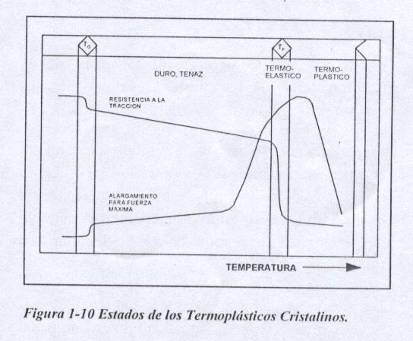 DURO, TENAZ
TERMO-
ELASTICO
TERMO-
PLASTICO
RESISTENCIA A LA
TRACCION
ALARGAMIENTO
PARA FUERZA
MAXIMA
TEMPERATURA
Figura 1-10 Estados de los Termoplásticos Cristalinos.